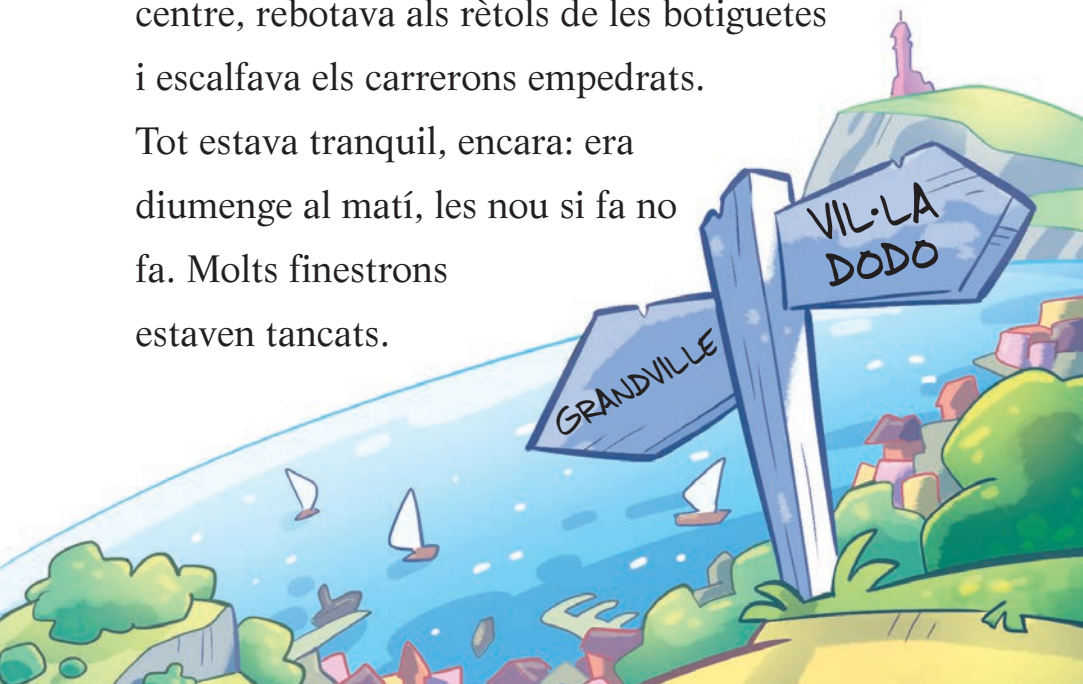 centre, rebotava als rètols de les botiguetes
i escalfava els carrerons empedrats.
Tot estava tranquil, encara: era
diumenge al matí, les nou si fa no
fa. Molts finestrons
estaven tancats.
VIL·LA
DODO
GRANDVILLE